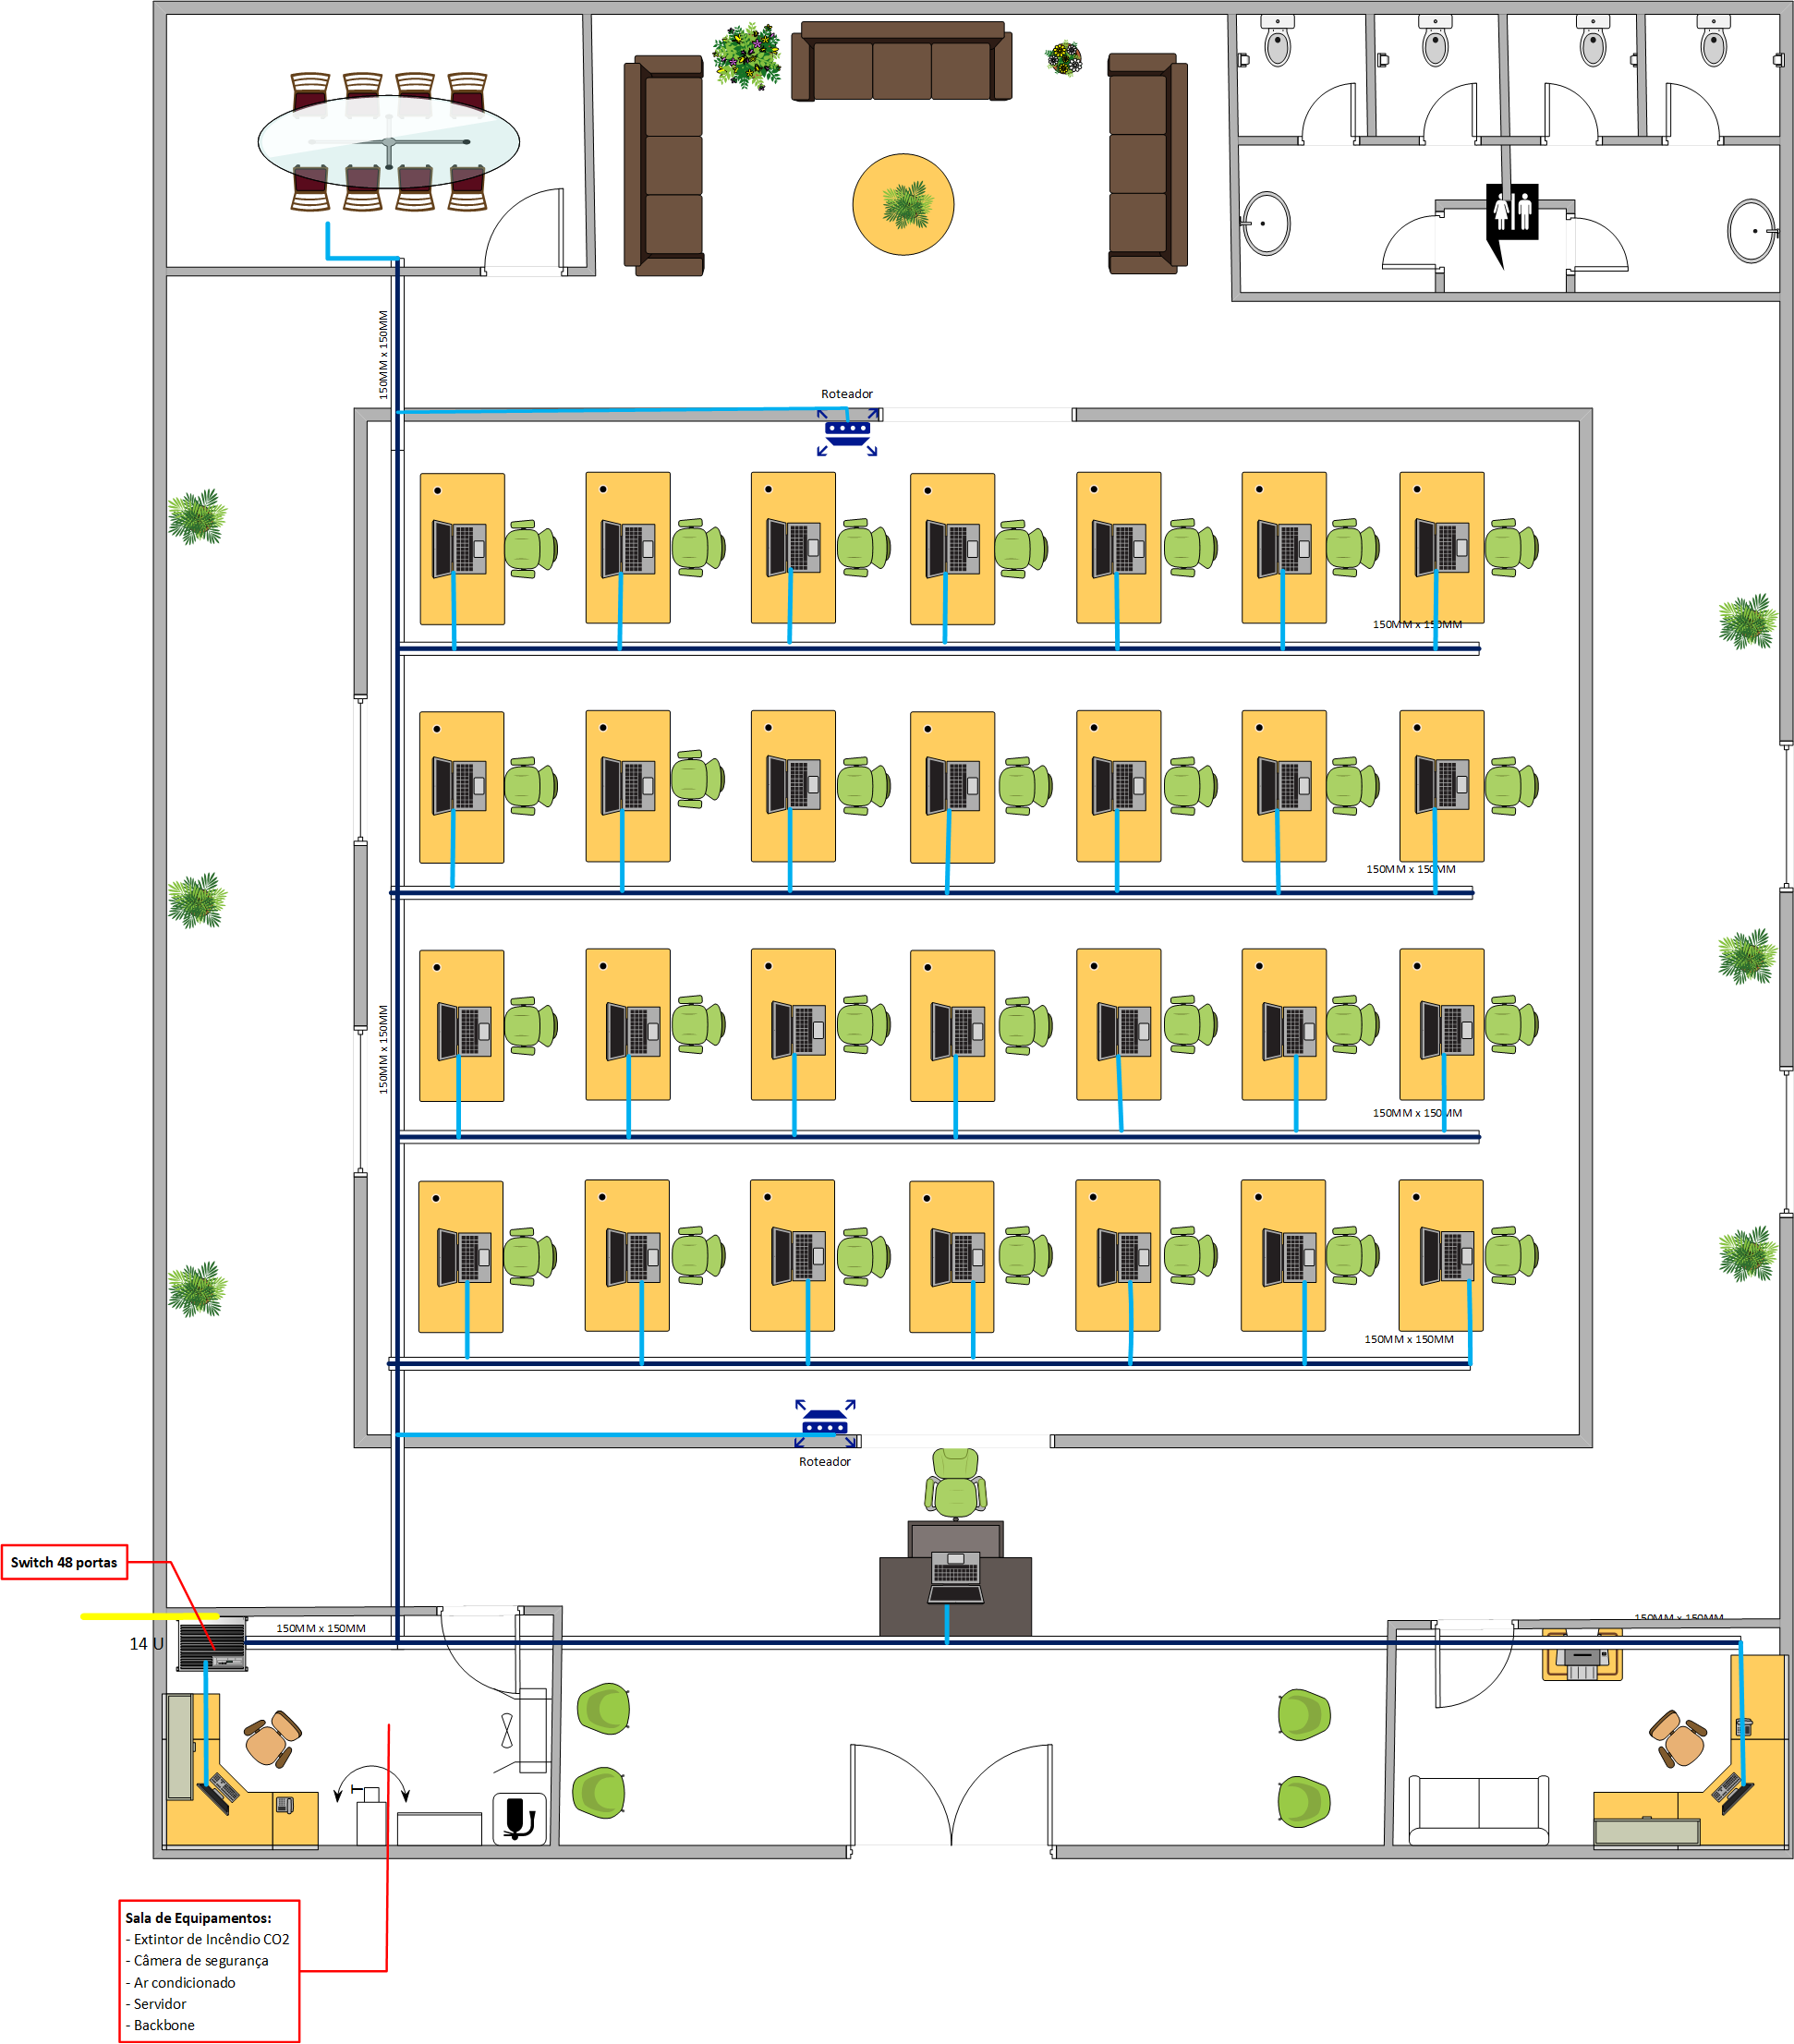 150MM x 150MM
Roteador
150MM x 150MM
150MM x 150MM
150MM x 150MM
150MM x 150MM
150MM x 150MM
Roteador
Switch 48 portas
14 U
150MM x 150MM
150MM x 150MM
Sala de Equipamentos:
- Extintor de Incêndio CO2
- Câmera de segurança
- Ar condicionado
- Servidor
- Backbone